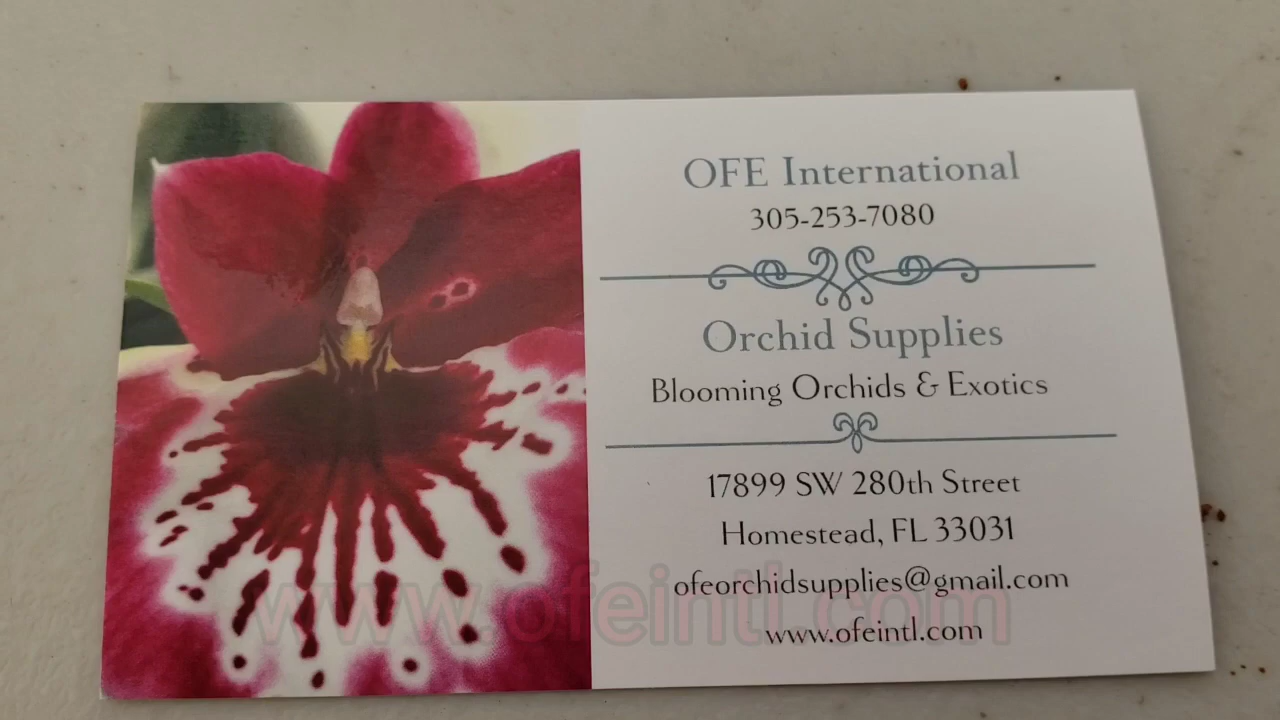 OFE International
305-253-7080
Orchid Supplies
Blooming Orchids & Exotics
17899 SW 280th Street
Homestead, FL 33031
ofeorchidsupplies@gmail.com
www.ofeintl.com
www.ofeintl.com